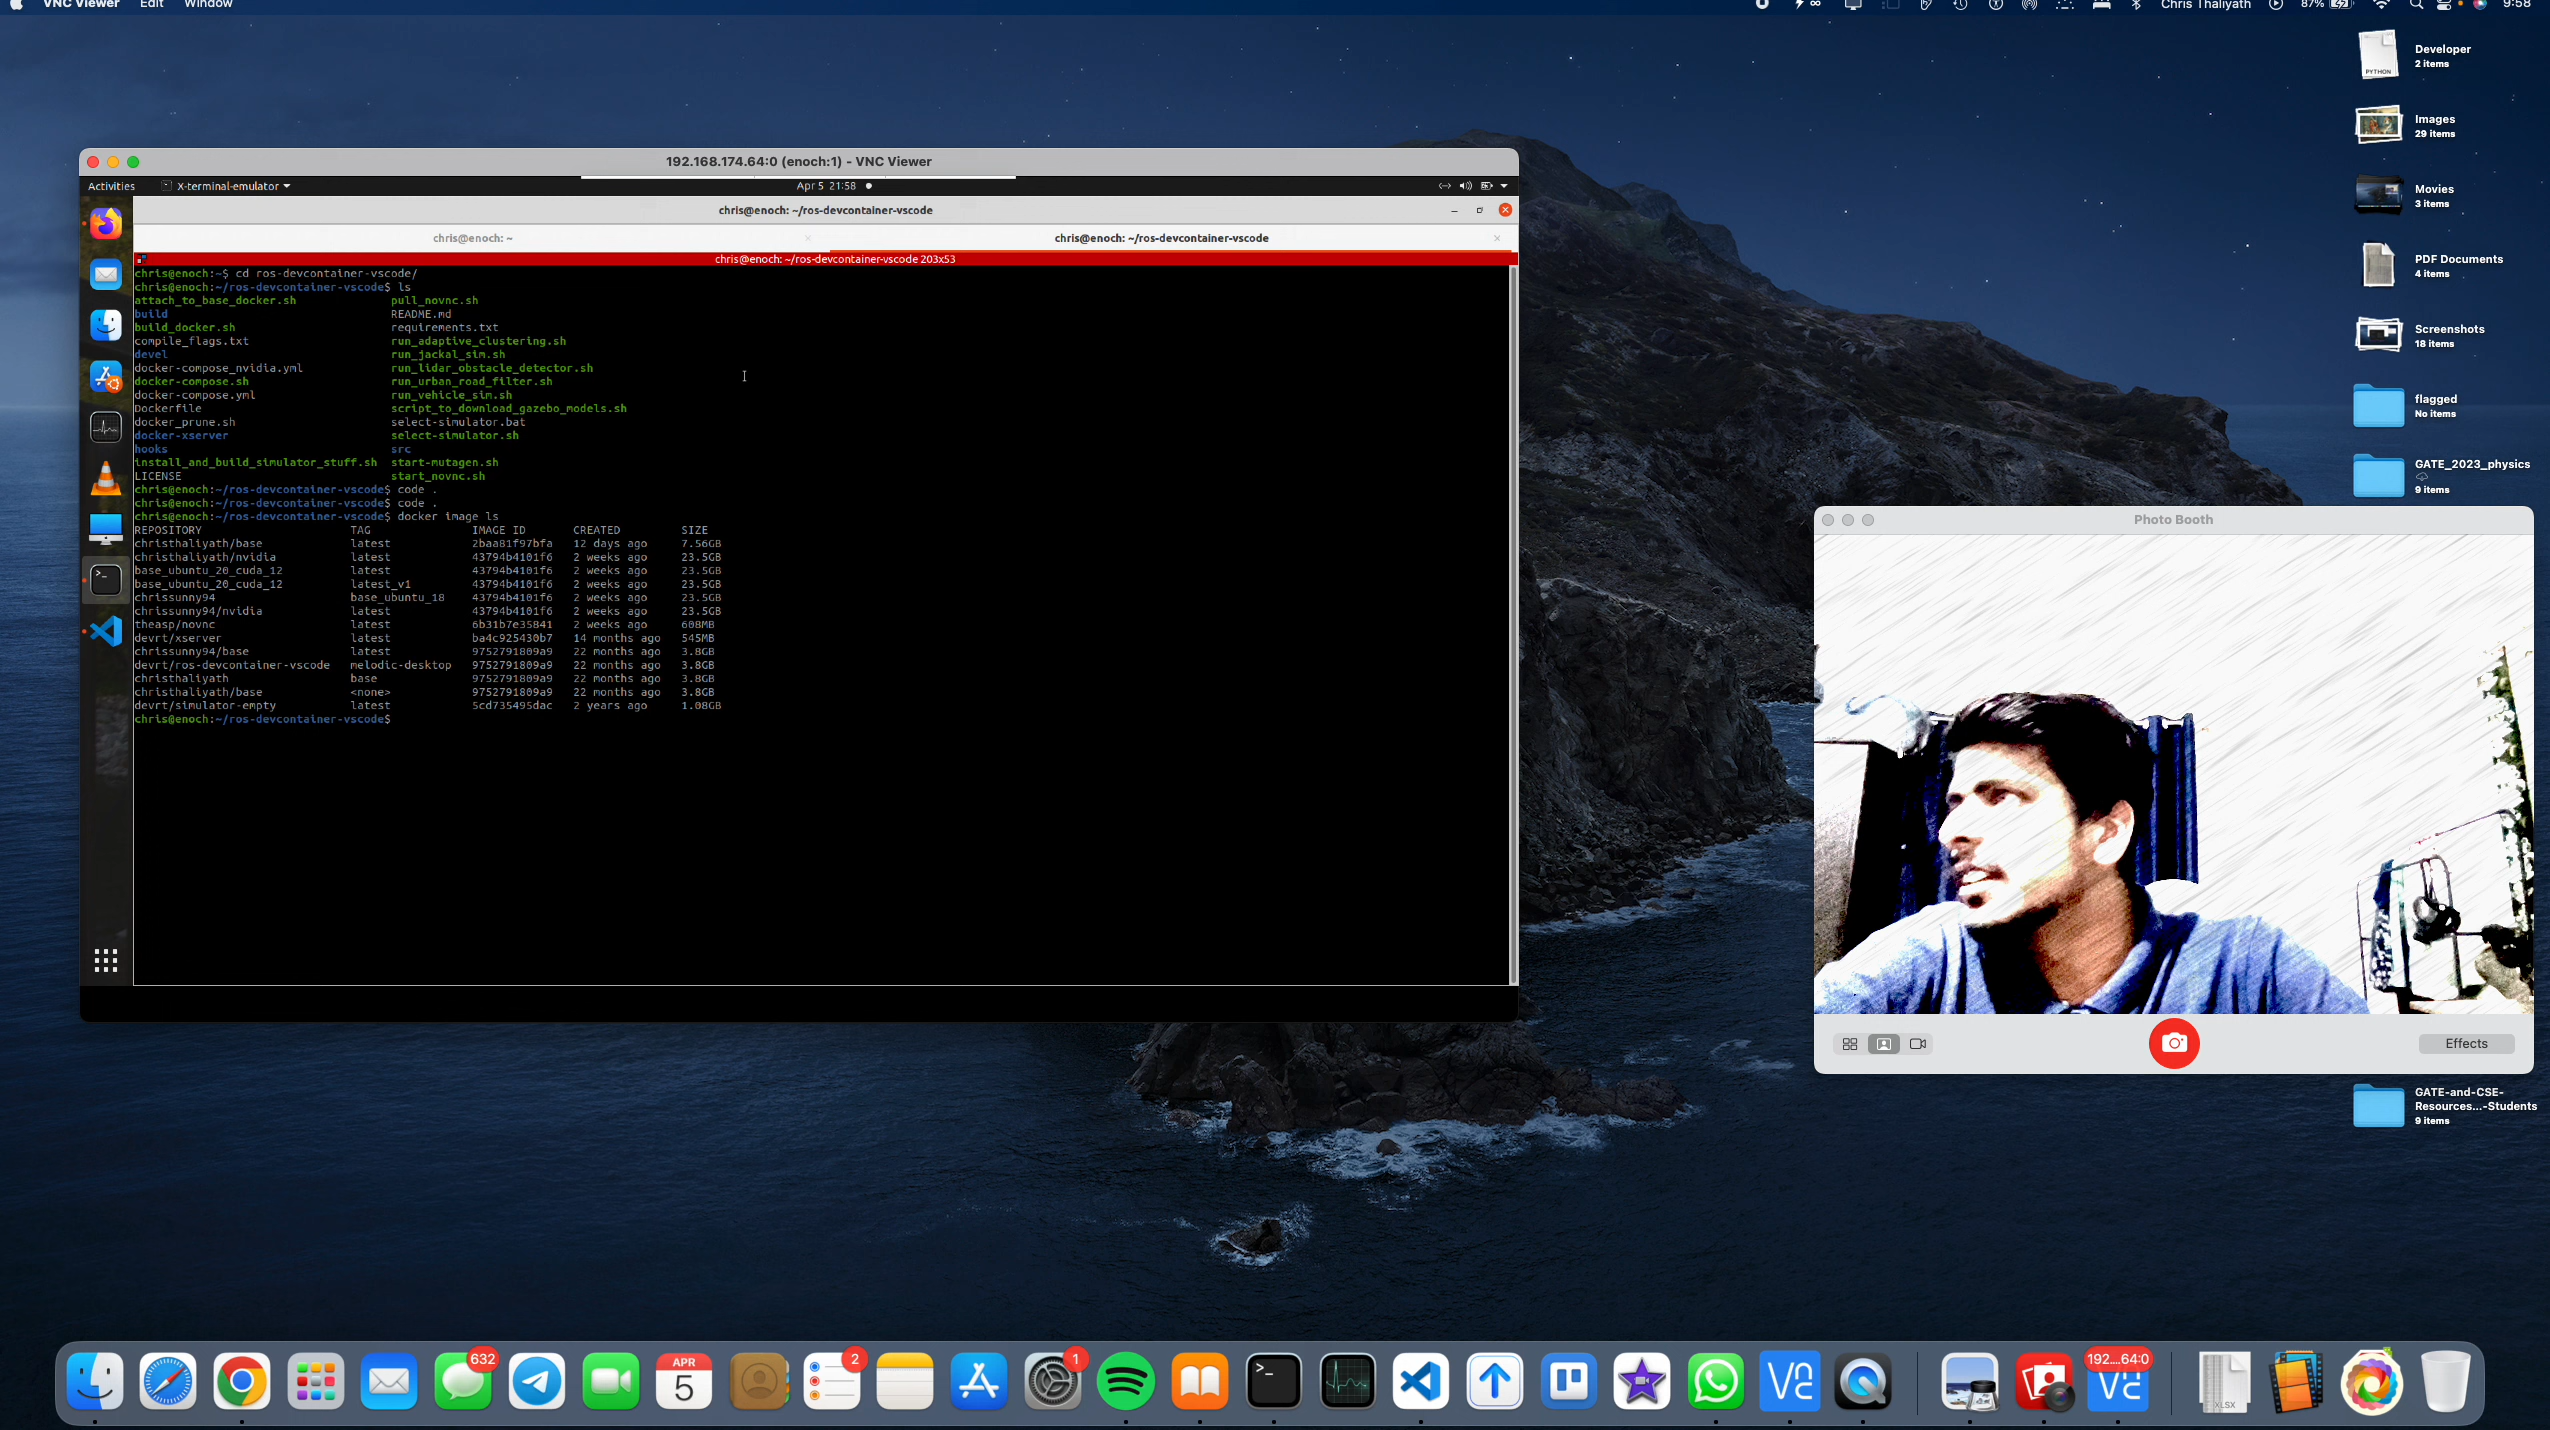 VNC Viewer Edit Window
Chris Thaliyath 87% 9:58
Developer
2 items
Images
29 items
Movies
3 items
PDF Documents
4 items
Screenshots
18 items
flagged
No items
GATE_2023_physics
9 items
192.168.174.64:0 (enoch:1) - VNC Viewer
Activities X-terminal-emulator Apr 5 21:58
chris@enoch: ~/ros-devcontainer-vscode
chris@enoch: ~ chris@enoch: ~/ros-devcontainer-vscode
chris@enoch: ~/ros-devcontainer-vscode 203x53
chris@enoch:~$ cd ros-devcontainer-vscode/
chris@enoch:~/ros-devcontainer-vscode$ ls
attach_to_base_docker.sh pull_novnc.sh
build README.md
build_docker.sh requirements.txt
compile_flags.txt run_adaptive_clustering.sh
devel run_jackal_sim.sh
docker-compose_nvidia.yml run_lidar_obstacle_detector.sh
docker-compose.sh run_urban_road_filter.sh
docker-compose.yml run_vehicle_sim.sh
Dockerfile script_to_download_gazebo_models.sh
docker_prune.sh select-simulator.bat
docker-xserver select-simulator.sh
hooks src
install_and_build_simulator_stuff.sh start-mutagen.sh
LICENSE start_novnc.sh
chris@enoch:~/ros-devcontainer-vscode$ code .
chris@enoch:~/ros-devcontainer-vscode$ code .
chris@enoch:~/ros-devcontainer-vscode$ docker image ls
REPOSITORY TAG IMAGE ID CREATED SIZE
christhaliyath/base latest 2baa81f97bfa 12 days ago 7.56GB
christhaliyath/nvidia latest 43794b4101f6 2 weeks ago 23.5GB
base_ubuntu_20_cuda_12 latest 43794b4101f6 2 weeks ago 23.5GB
base_ubuntu_20_cuda_12 latest_v1 43794b4101f6 2 weeks ago 23.5GB
chrissunny94 base_ubuntu_18 43794b4101f6 2 weeks ago 23.5GB
chrissunny94/nvidia latest 43794b4101f6 2 weeks ago 23.5GB
theasp/novnc latest 6b31b7e35841 2 weeks ago 608MB
devrt/xserver latest ba4c925430b7 14 months ago 545MB
chrissunny94/base latest 9752791809a9 22 months ago 3.8GB
devrt/ros-devcontainer-vscode melodic-desktop 9752791809a9 22 months ago 3.8GB
christhaliyath base 9752791809a9 22 months ago 3.8GB
christhaliyath/base <none> 9752791809a9 22 months ago 3.8GB
devrt/simulator-empty latest 5cd735495dac 2 years ago 1.08GB
chris@enoch:~/ros-devcontainer-vscode$
Photo Booth
Effects
GATE-and-CSE-
Resources...-Students
9 items
632
APR
5
2
1
192....64:0
XLSX
PYTHON